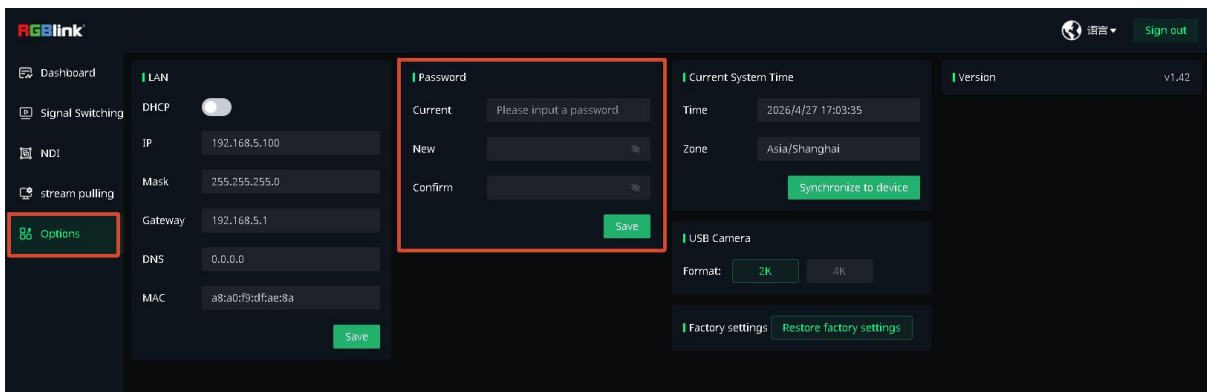 RGBlink
语言
Sign out
Dashboard
Signal Switching
NDI
stream pulling
Options
LAN
DHCP
IP 192.168.5.100
Mask 255.255.255.0
Gateway 192.168.5.1
DNS 0.0.0.0
MAC a8:a0:f9:df:ae:8a
Save
Password
Current Please input a password
New
Confirm
Save
Current System Time
Time 2026/4/27 17:03:35
Zone Asia/Shanghai
Synchronize to device
USB Camera
Format: 2K 4K
Factory settings Restore factory settings
Version v1.42